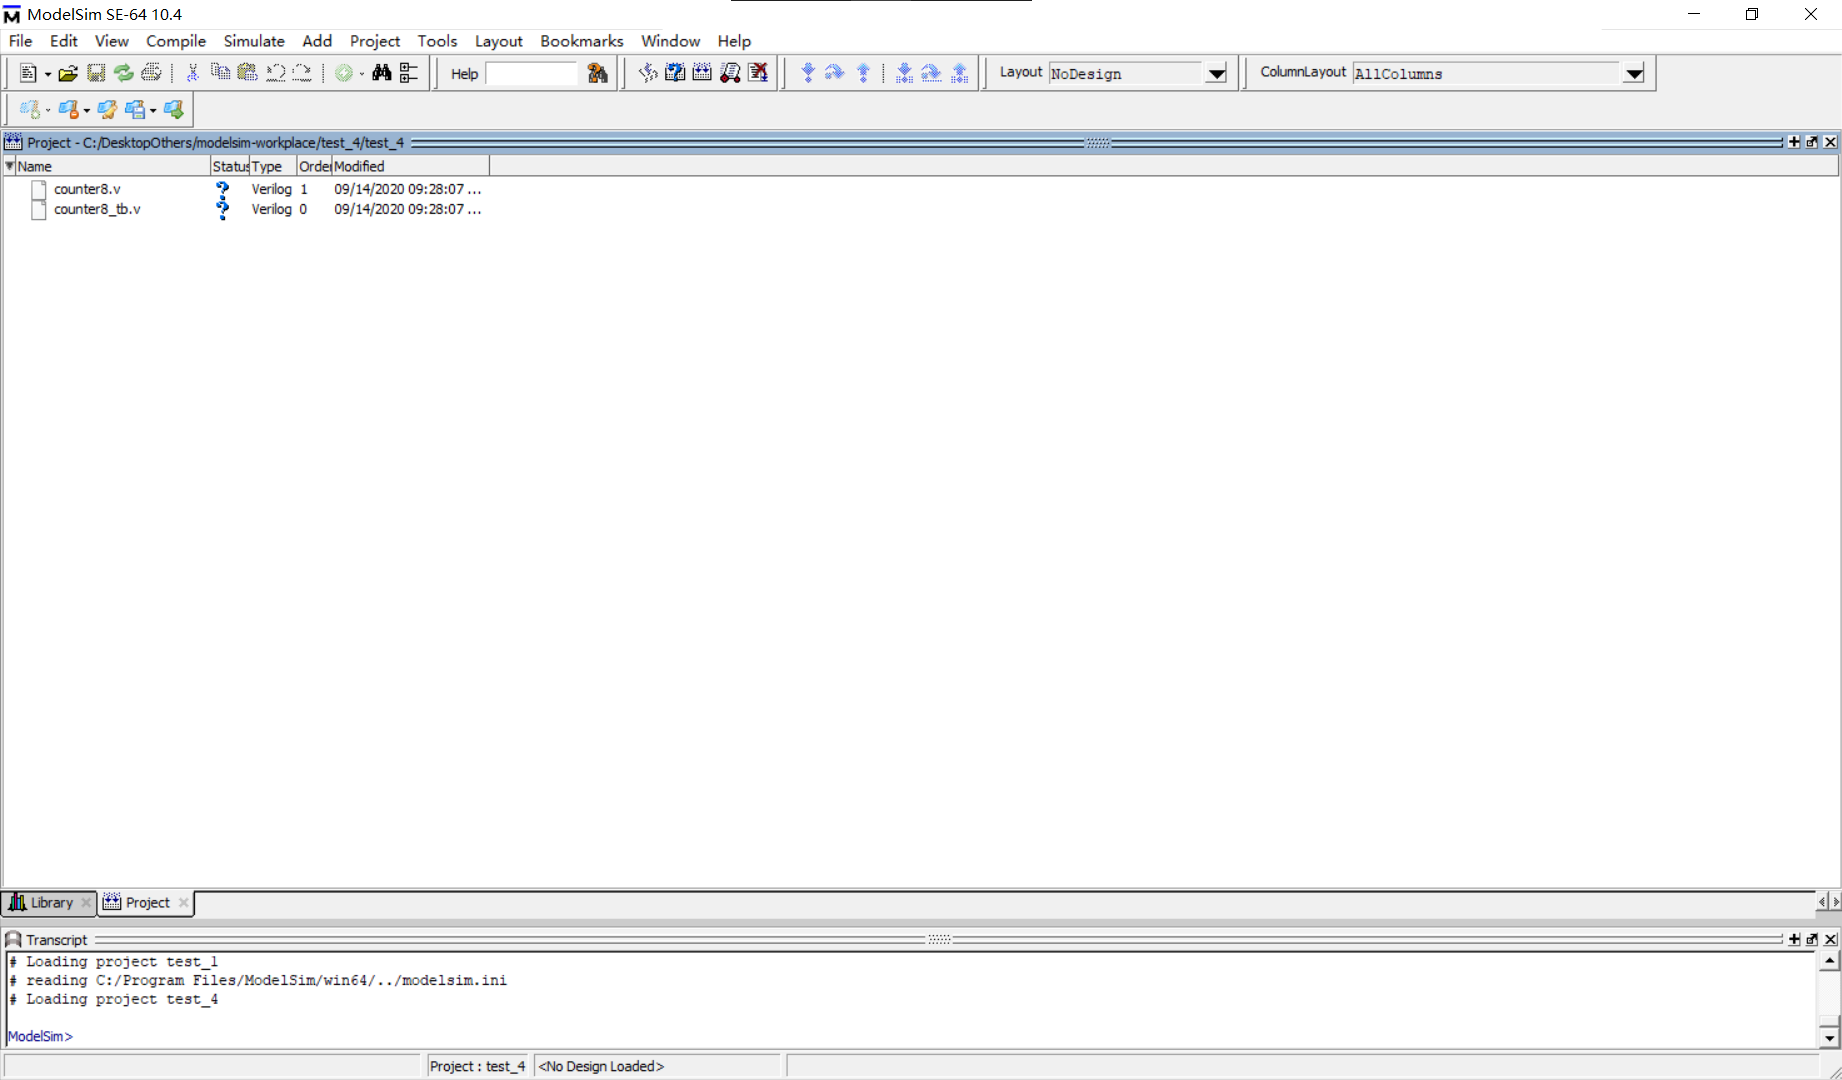 ModelSim SE-64 10.4
File Edit View Compile Simulate Add Project Tools Layout Bookmarks Window Help
Help Layout NoDesign ColumnLayout AllColumns
Project - C:/DesktopOthers/modelsim-workplace/test_4/test_4
Name Status Type Order Modified
counter8.v ? Verilog 1 09/14/2020 09:28:07 ...
counter8_tb.v ? Verilog 0 09/14/2020 09:28:07 ...
Library Project
Transcript
# Loading project test_1
# reading C:/Program Files/ModelSim/win64/../modelsim.ini
# Loading project test_4
ModelSim>
Project : test_4 <No Design Loaded>